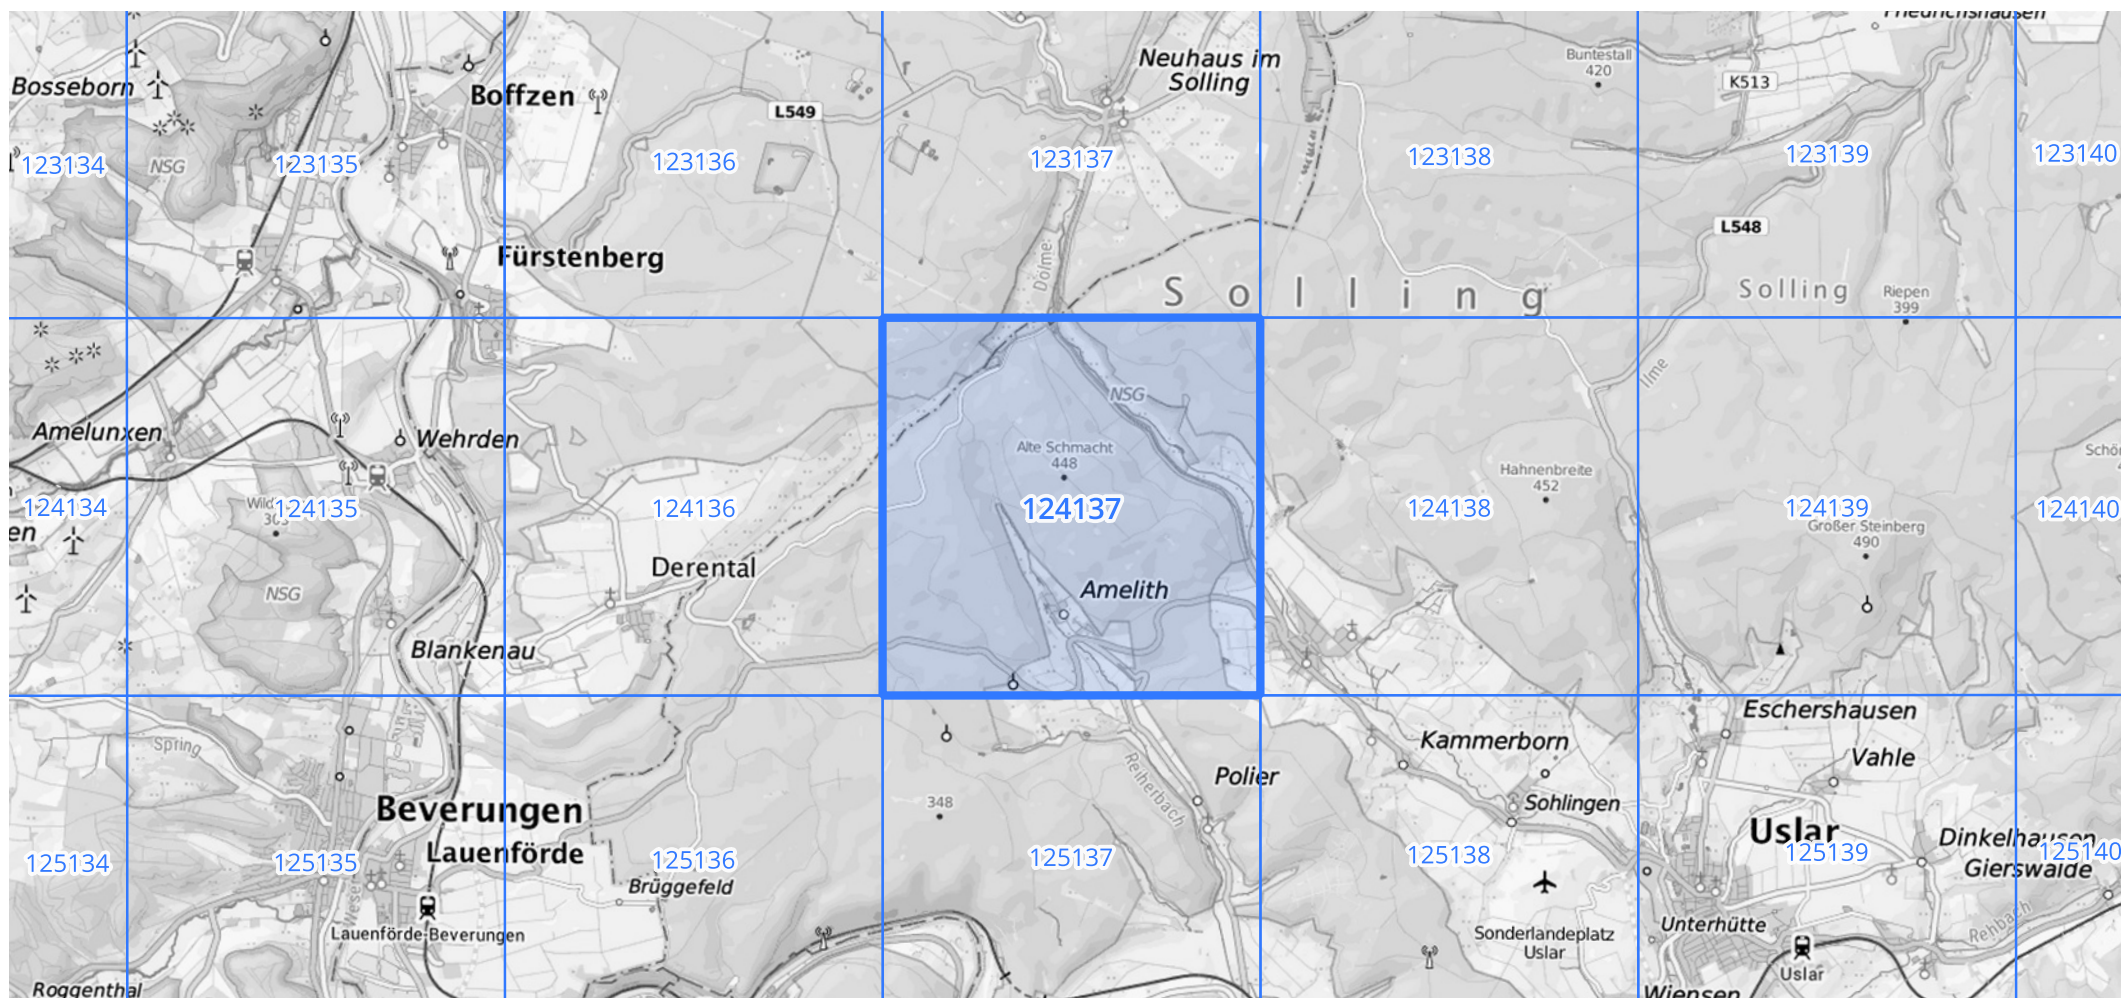 Friedrichshausen
Neuhaus im
Solling
Buntestall
420
K513
Bosseborn
Boffzen
L549
NSG
123134
123135
123136
123137
123138
123139
123140
L548
Fürstenberg
Dölme
Solling
Solling
Riepen
399
Ilme
NSG
Amelunxen
Wehrden
Alte Schmacht
448
Hahnenbreite
452
Schö
124134
124135
124136
124137
124138
124139
124140
en
Großer Steinberg
490
Derental
NSG
Amelith
Blankenau
Spring
Eschershausen
Kammerborn
Vahle
Reiherbach
Polier
Beverungen
348
Sohlingen
Uslar
Dinkelhausen
Lauenförde
125134
125135
125136
125137
125138
125139
125140
Gierswalde
Brüggefeld
Weser
Lauenförde-Beverungen
Sonderlandeplatz
Uslar
Unterhütte
Rehbach
Uslar
Roggenthal
Wiensen